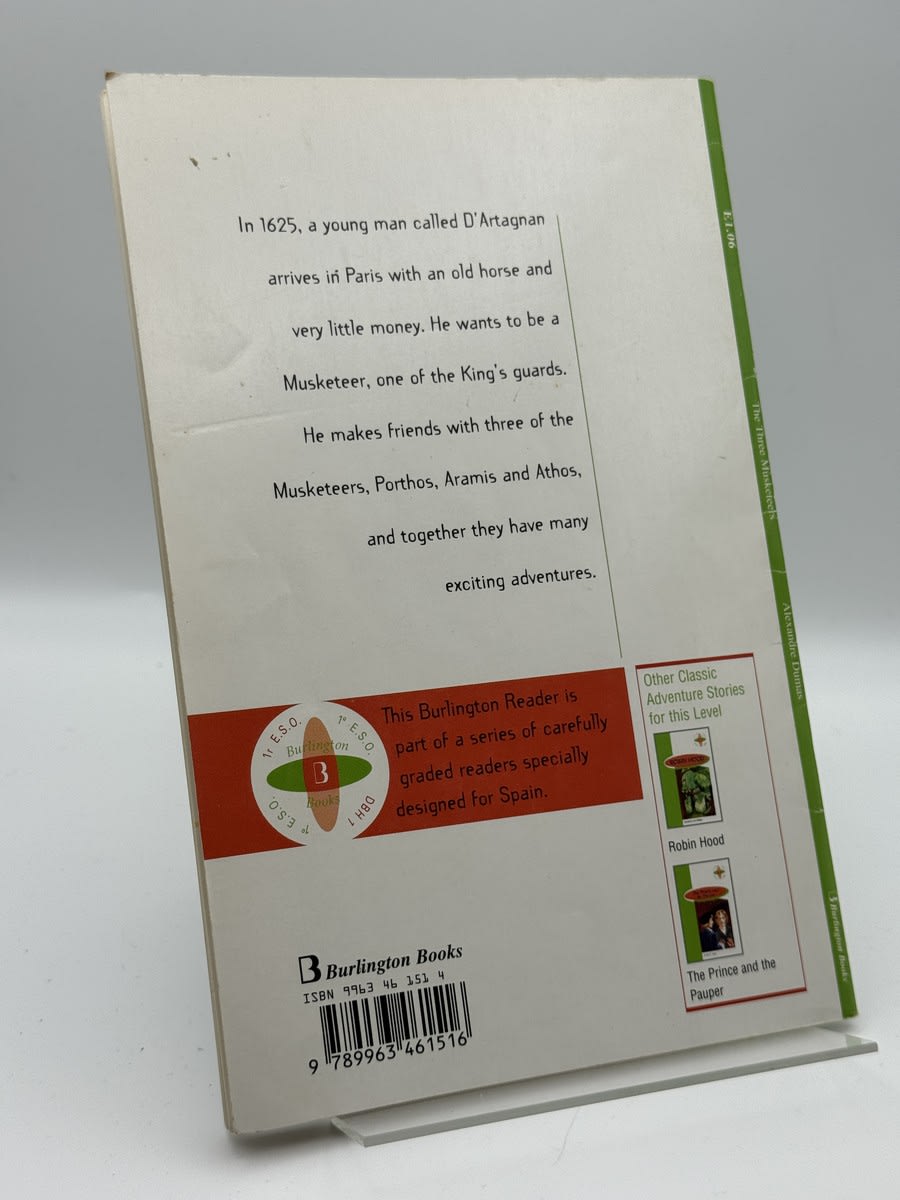 In 1625, a young man called D'Artagnan
arrives in Paris with an old horse and
very little money. He wants to be a
Musketeer, one of the King's guards.
He makes friends with three of the
Musketeers, Porthos, Aramis and Athos,
and together they have many
exciting adventures.
This Burlington Reader is
part of a series of carefully
graded readers specially
designed for Spain.
1r E.S.O.
1º E.S.O.
DBH 1
1º E.S.O.
Burlington
B
Books
Other Classic
Adventure Stories
for this Level
ROBIN HOOD
Robin Hood
The Prince and the
Pauper
B Burlington Books
ISBN 9963 46 151 4
9 789963 461516
E1.06
The Three Musketeers
Alexandre Dumas
B Burlington Books